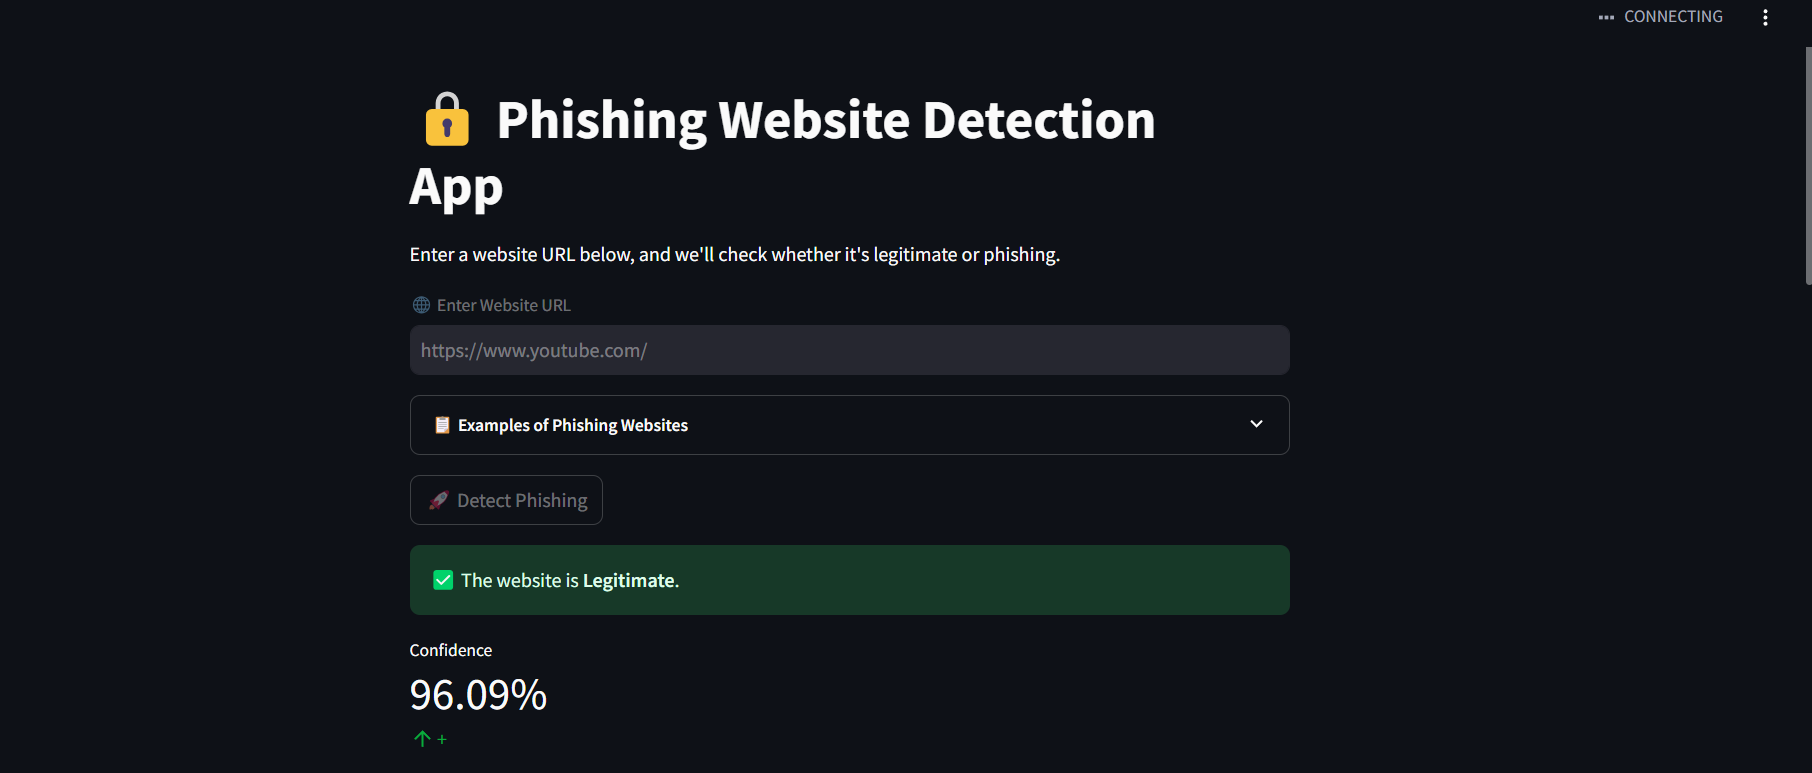 CONNECTING
Phishing Website Detection
App
Enter a website URL below, and we'll check whether it's legitimate or phishing.
Enter Website URL
https://www.youtube.com/
Examples of Phishing Websites
Detect Phishing
The website is Legitimate.
Confidence
96.09%
+